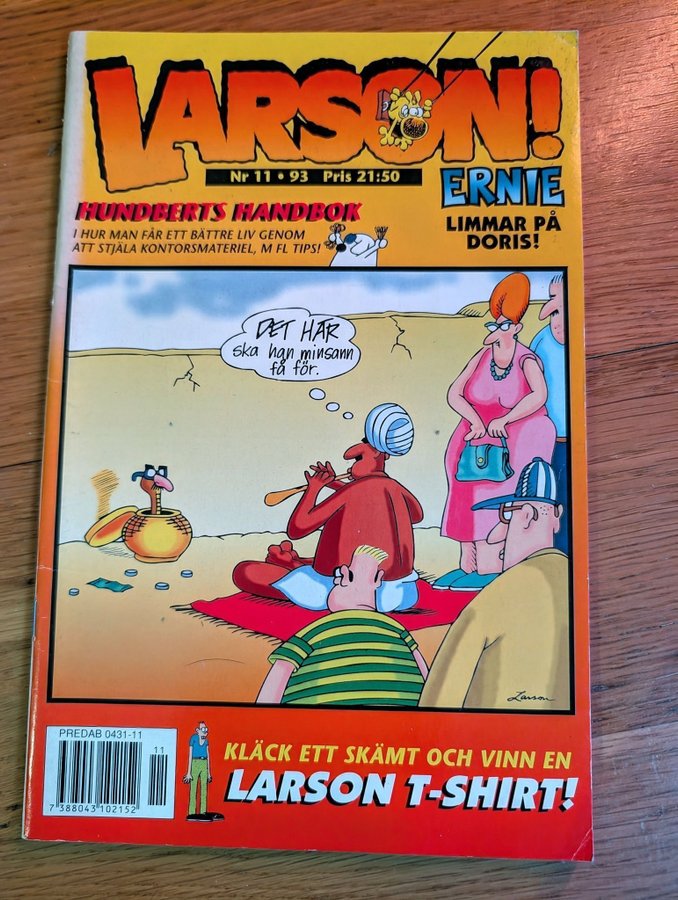 LARSON!
Nr 11 • 93 Pris 21:50
ERNIE
LIMMAR PÅ
DORIS!
HUNDBERTS HANDBOK
I HUR MAN FÅR ETT BÄTTRE LIV GENOM
ATT STJÄLA KONTORSMATERIEL, M FL TIPS!
DET HÄR
ska han minsann
få för.
Larson
PREDAB 0431-11
11
7 388043 102152
KLÄCK ETT SKÄMT OCH VINN EN
LARSON T-SHIRT!